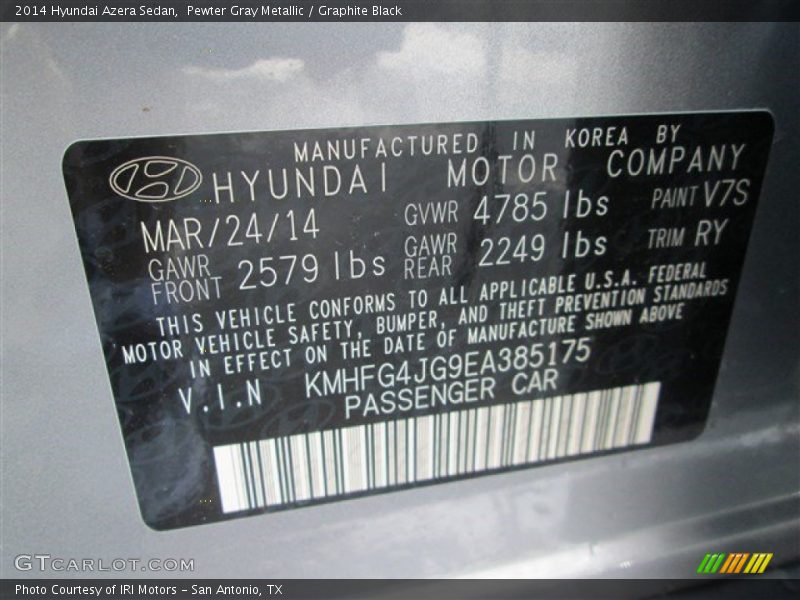 2014 Hyundai Azera Sedan,  Pewter Gray Metallic / Graphite Black
MANUFACTURED IN KOREA BY
HYUNDAI MOTOR COMPANY
MAR/24/14 GVWR 4785 lbs PAINT V7S
GAWR FRONT 2579 lbs GAWR REAR 2249 lbs TRIM RY
THIS VEHICLE CONFORMS TO ALL APPLICABLE U.S.A. FEDERAL
MOTOR VEHICLE SAFETY, BUMPER, AND THEFT PREVENTION STANDARDS
IN EFFECT ON THE DATE OF MANUFACTURE SHOWN ABOVE
V.I.N KMHFG4JG9EA385175
PASSENGER CAR
GTCARLOT.COM
Photo Courtesy of IRI Motors – San Antonio, TX